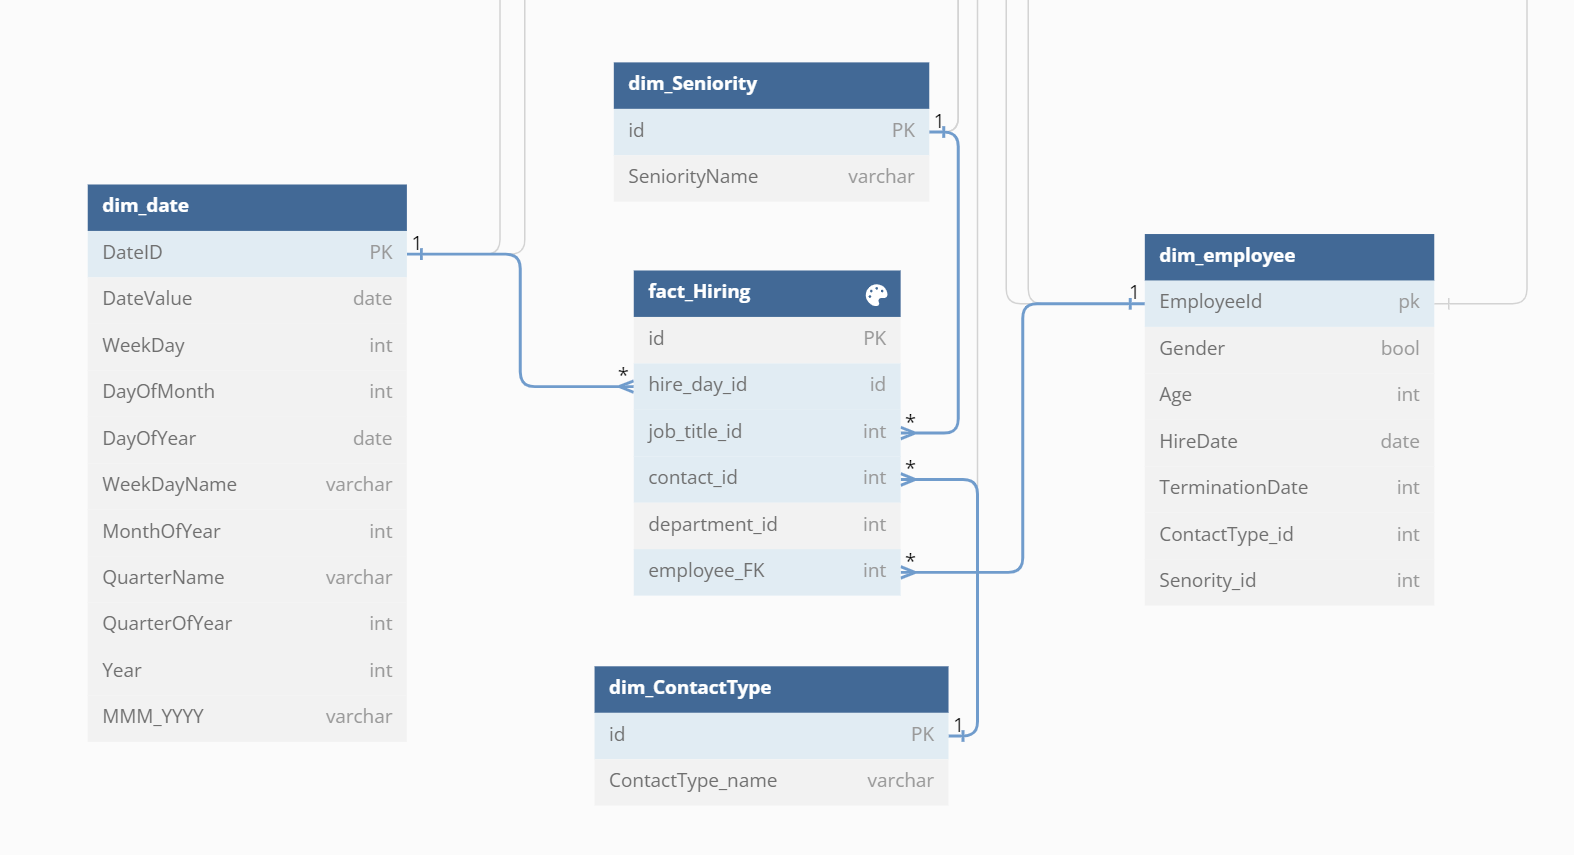 dim_Seniority
1
id PK
SeniorityName varchar
dim_date
1
DateID PK
DateValue date
WeekDay int
DayOfMonth int
DayOfYear date
WeekDayName varchar
MonthOfYear int
QuarterName varchar
QuarterOfYear int
Year int
MMM_YYYY varchar
fact_Hiring
id PK
*
hire_day_id id
*
job_title_id int
*
contact_id int
department_id int
*
employee_FK int
dim_employee
1
EmployeeId pk
Gender bool
Age int
HireDate date
TerminationDate int
ContactType_id int
Senority_id int
dim_ContactType
1
id PK
ContactType_name varchar